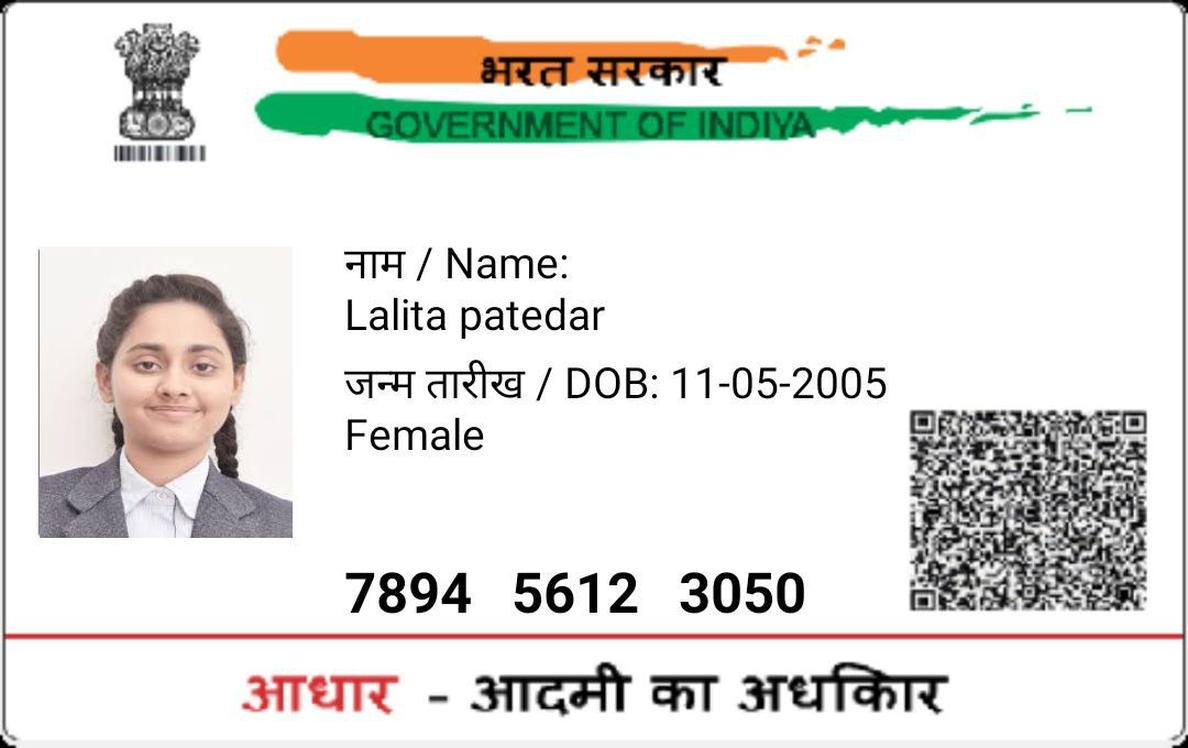 भरत सरकार
GOVERNMENT OF INDIYA
नाम / Name:
Lalita patedar
जन्म तारीख / DOB: 11-05-2005
Female
7894 5612 3050
आधार - आदमी का अधकिार